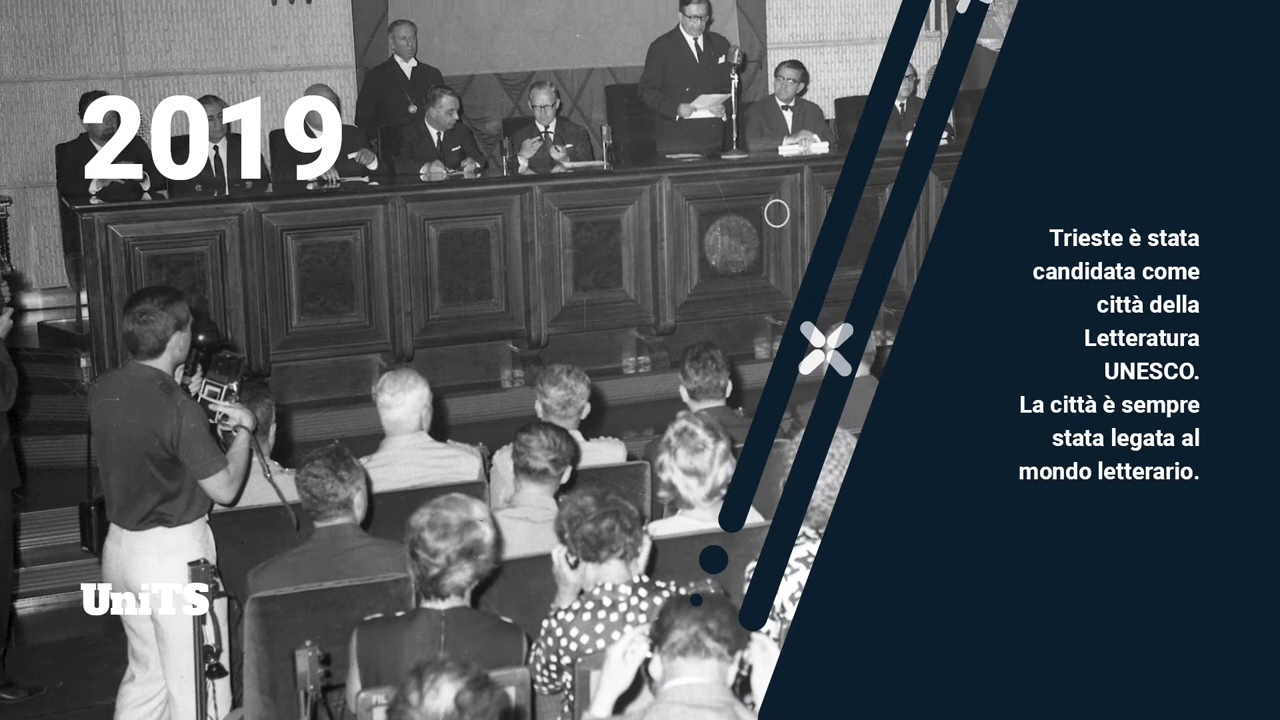 2019
Trieste è stata
candidata come
città della
Letteratura
UNESCO.
La città è sempre
stata legata al
mondo letterario.
UniTS